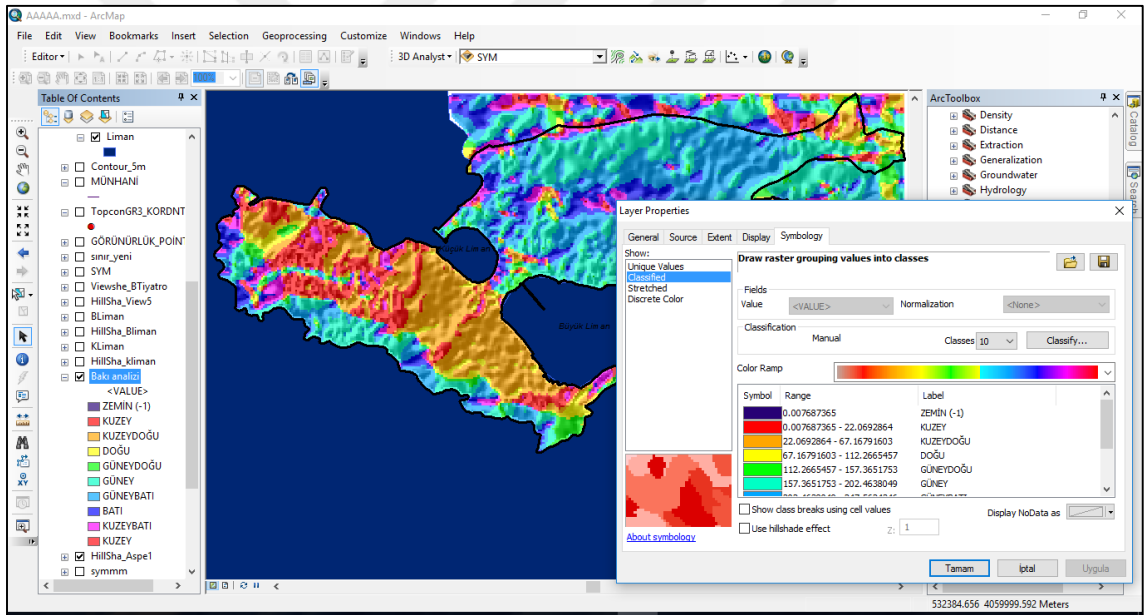 AAAAA.mxd - ArcMap
File Edit View Bookmarks Insert Selection Geoprocessing Customize Windows Help
Editor 3D Analyst SYM
100%
Table Of Contents
Liman
Contour_5m
MÜNHANİ
TopconGR3_KORDNT
GÖRÜNÜRLÜK_POİNT
sınır_yeni
SYM
Viewshe_BTiyatro
HillSha_View5
BLiman
HillSha_Bliman
KLiman
HillSha_kliman
Bakı analizi
<VALUE>
ZEMİN (-1)
KUZEY
KUZEYDOĞU
DOĞU
GÜNEYDOĞU
GÜNEY
GÜNEYBATI
BATI
KUZEYBATI
KUZEY
HillSha_Aspe1
symmm
Büyük Liman
ArcToolbox
Density
Distance
Extraction
Generalization
Groundwater
Hydrology
Catalog
Layer Properties
General Source Extent Display Symbology
Show:
Unique Values
Classified
Stretched
Discrete Color
Draw raster grouping values into classes
Fields
Value <VALUE> Normalization <None>
Classification
Manual Classes 10 Classify...
Color Ramp
Symbol Range Label
0.007687365 ZEMİN (-1)
0.007687365 - 22.0692864 KUZEY
22.0692864 - 67.16791603 KUZEYDOĞU
67.16791603 - 112.2665457 DOĞU
112.2665457 - 157.3651753 GÜNEYDOĞU
157.3651753 - 202.4638049 GÜNEY
Show class breaks using cell values Display NoData as
Use hillshade effect Z: 1
About symbology
Tamam İptal Uygula
532384.656 4059999.592 Meters